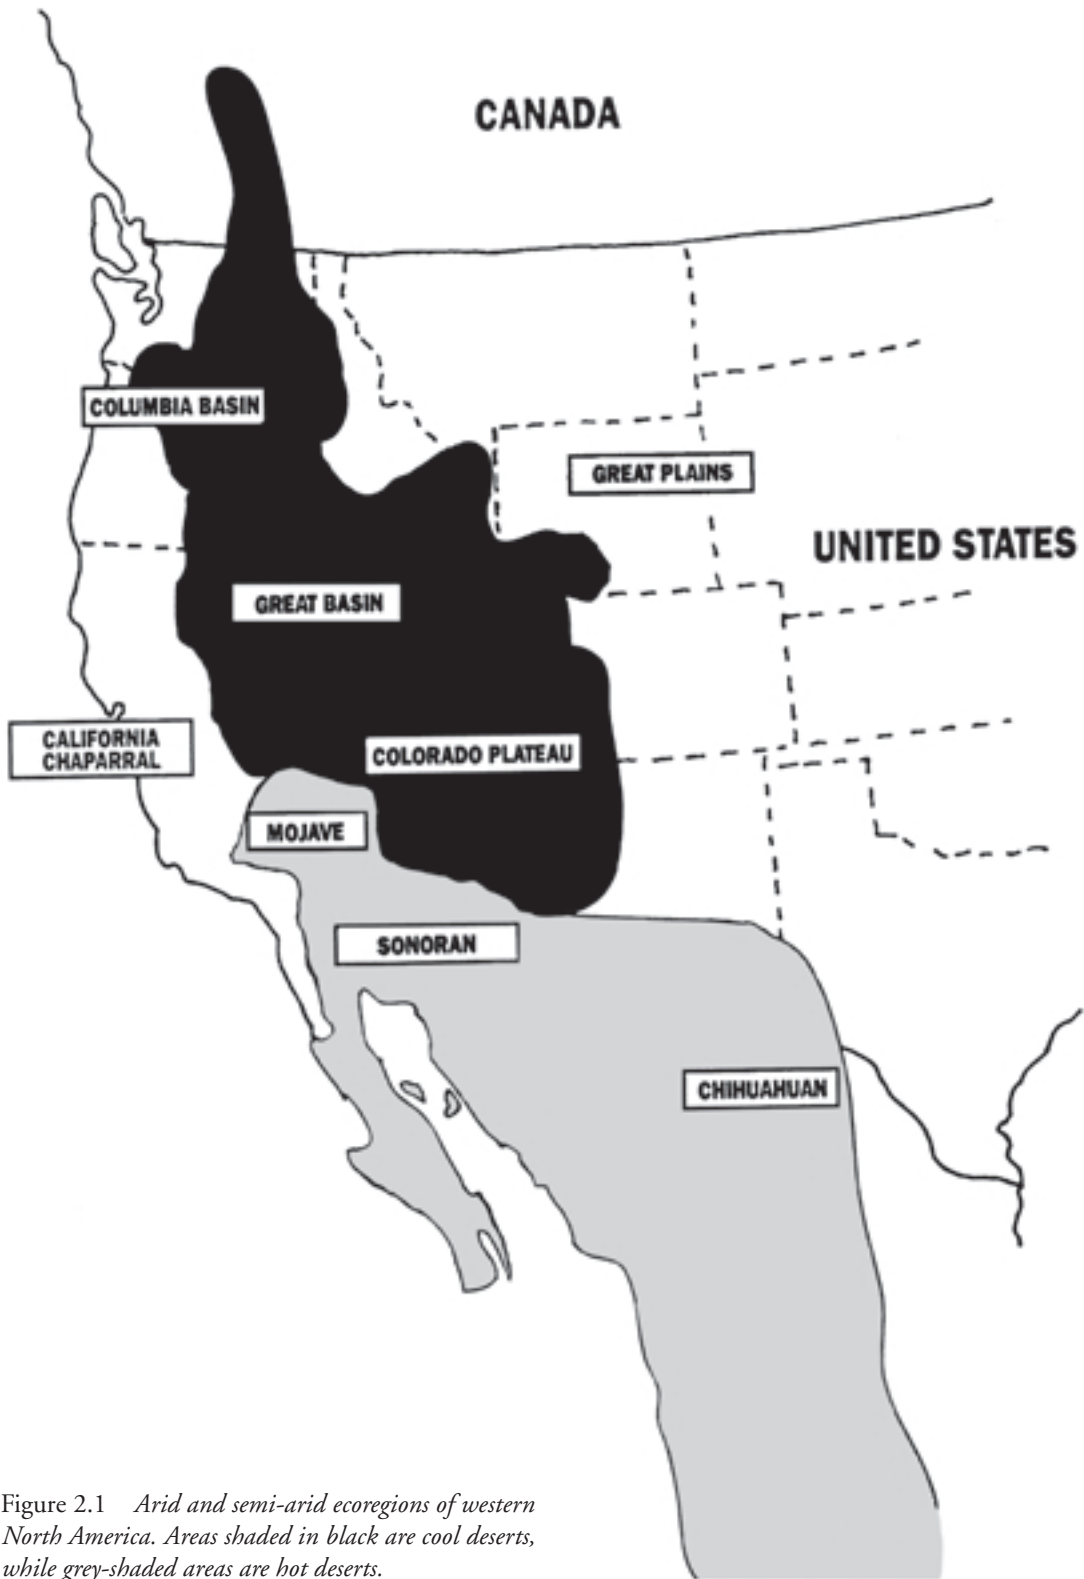 CANADA
COLUMBIA BASIN
GREAT PLAINS
UNITED STATES
GREAT BASIN
CALIFORNIA
CHAPARRAL
COLORADO PLATEAU
MOJAVE
SONORAN
CHIHUAHUAN
Figure 2.1 Arid and semi-arid ecoregions of western
North America. Areas shaded in black are cool deserts,
while grey-shaded areas are hot deserts.